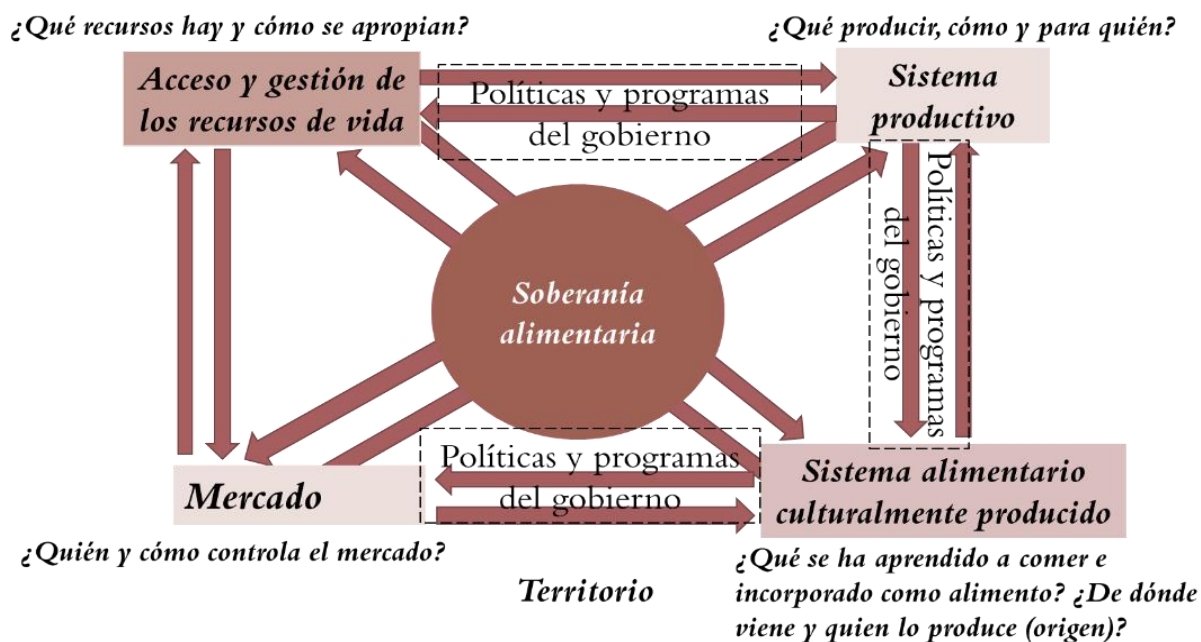 ¿Qué recursos hay y cómo se apropian?
¿Qué producir, cómo y para quién?
Acceso y gestión de
los recursos de vida
Políticas y programas
del gobierno
Sistema
productivo
Políticas y programas
del gobierno
Soberanía
alimentaria
Mercado
Políticas y programas
del gobierno
Sistema alimentario
culturalmente producido
¿Quién y cómo controla el mercado?
Territorio
¿Qué se ha aprendido a comer e
incorporado como alimento? ¿De dónde
viene y quien lo produce (origen)?